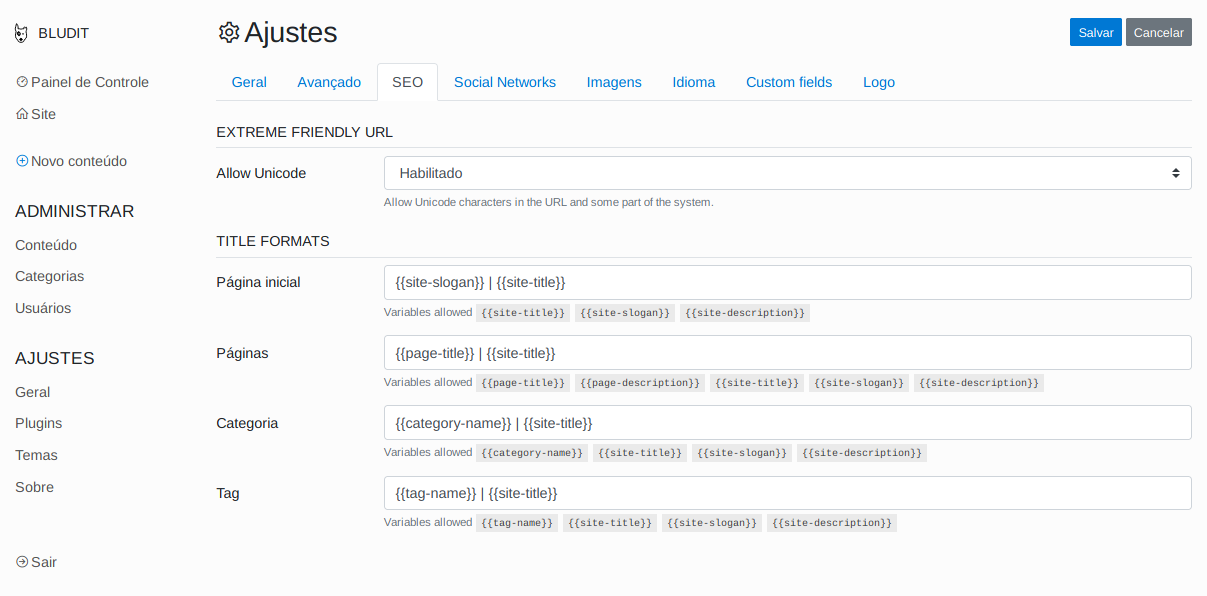 BLUDIT
Painel de Controle
Site
Novo conteúdo
ADMINISTRAR
Conteúdo
Categorias
Usuários
AJUSTES
Geral
Plugins
Temas
Sobre
Sair
Ajustes
Salvar Cancelar
Geral Avançado SEO Social Networks Imagens Idioma Custom fields Logo
EXTREME FRIENDLY URL
Allow Unicode Habilitado
Allow Unicode characters in the URL and some part of the system.
TITLE FORMATS
Página inicial {{site-slogan}} | {{site-title}}
Variables allowed {{site-title}} {{site-slogan}} {{site-description}}
Páginas {{page-title}} | {{site-title}}
Variables allowed {{page-title}} {{page-description}} {{site-title}} {{site-slogan}} {{site-description}}
Categoria {{category-name}} | {{site-title}}
Variables allowed {{category-name}} {{site-title}} {{site-slogan}} {{site-description}}
Tag {{tag-name}} | {{site-title}}
Variables allowed {{tag-name}} {{site-title}} {{site-slogan}} {{site-description}}